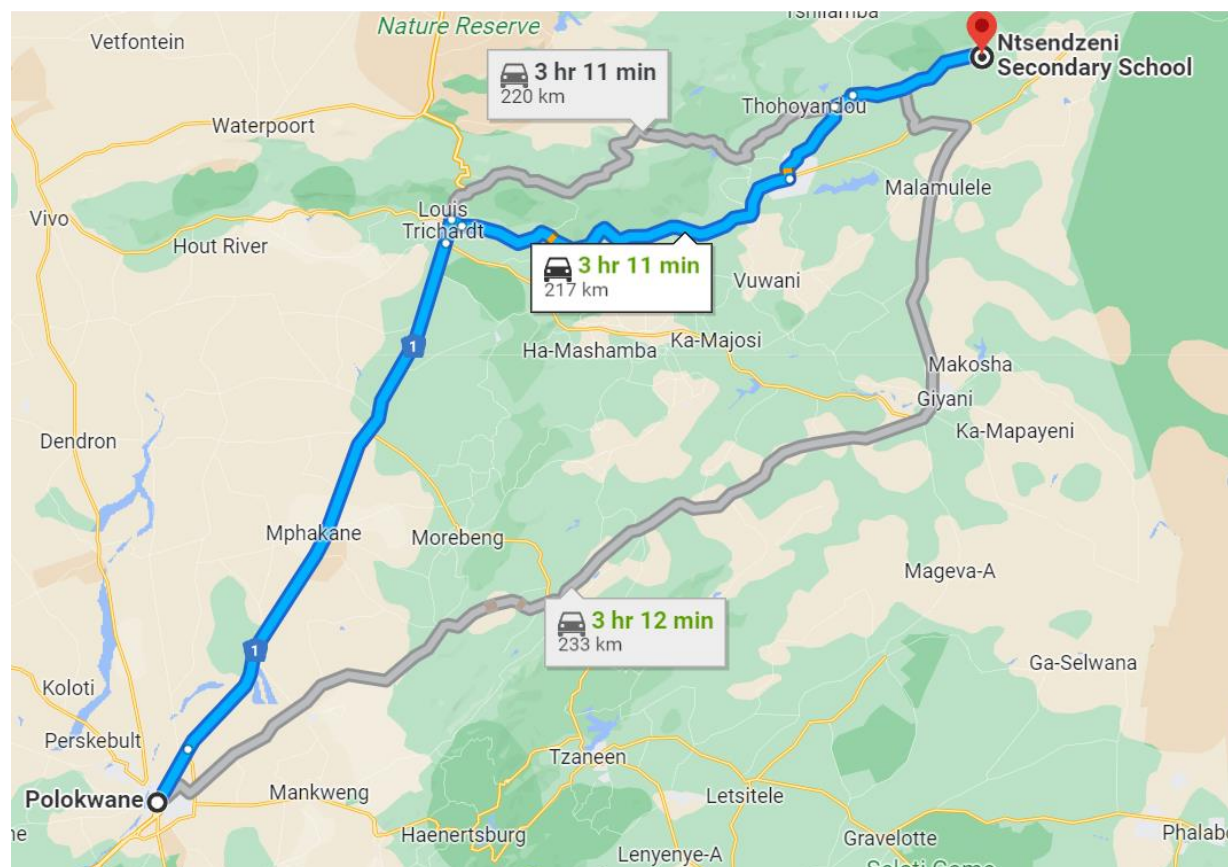 Tshilamba
Nature Reserve
Vetfontein
Ntsendzeni
Secondary School
3 hr 11 min
220 km
Thohoyandou
Waterpoort
Malamulele
Vivo
Louis
Trichardt
Hout River
3 hr 11 min
217 km
Vuwani
1
Ha-Mashamba
Ka-Majosi
Makosha
Giyani
Ka-Mapayeni
Dendron
Mphakane
Morebeng
Mageva-A
3 hr 12 min
233 km
1
Ga-Selwana
Koloti
Perskebult
Tzaneen
Polokwane
Mankweng
Letsitele
Haenertsburg
Gravelotte
Phalab
Lenyenye-A